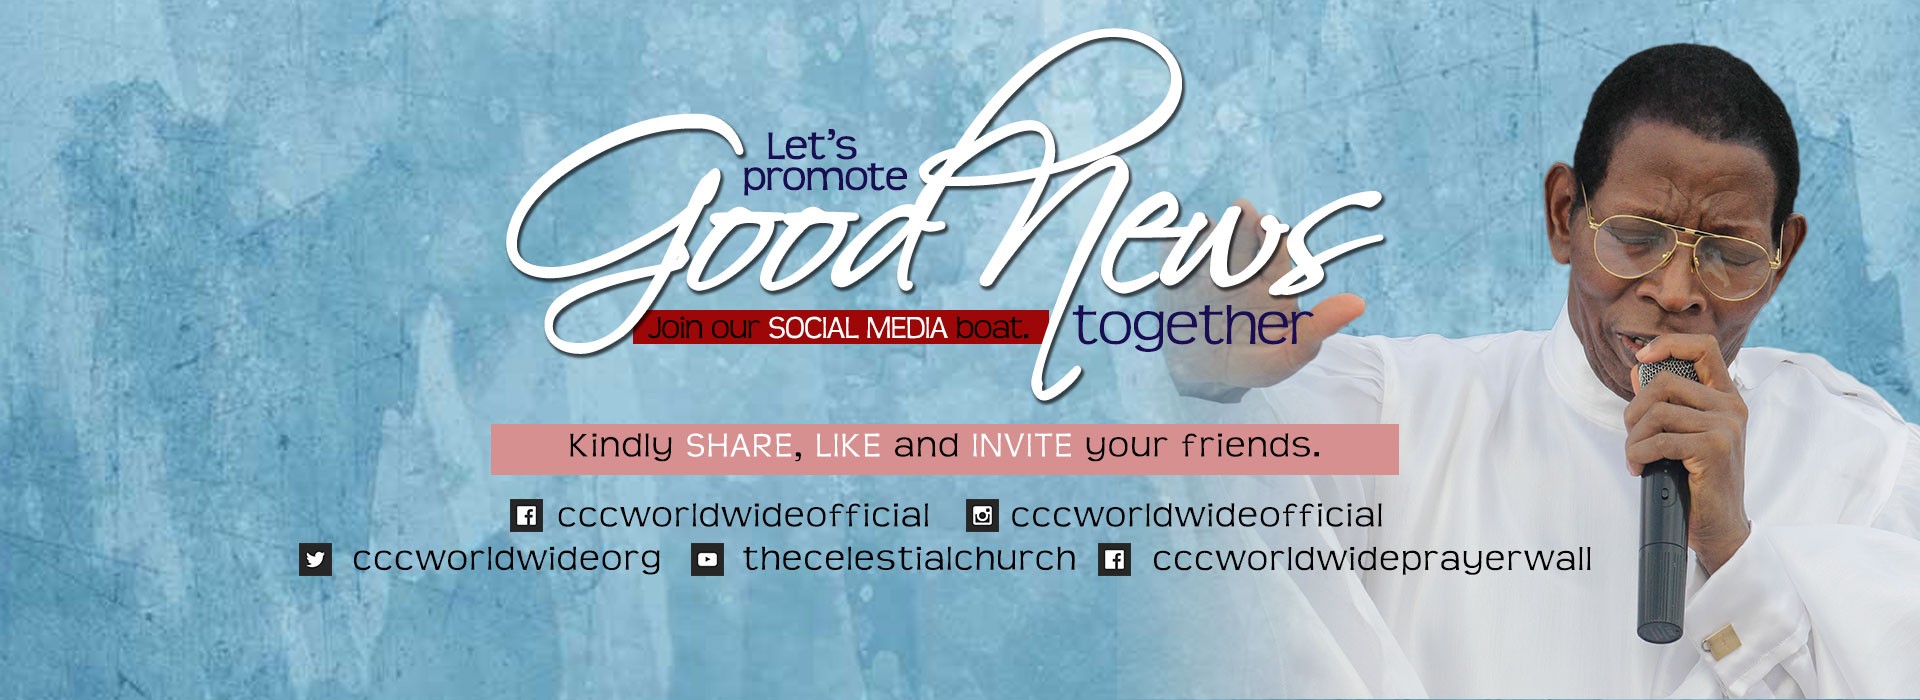 Let's
promote
Good News
Join our SOCIAL MEDIA boat.
together
Kindly SHARE, LIKE and INVITE your friends.
cccworldwideofficial cccworldwideofficial
cccworldwideorg thecelestialchurch cccworldwideprayerwall